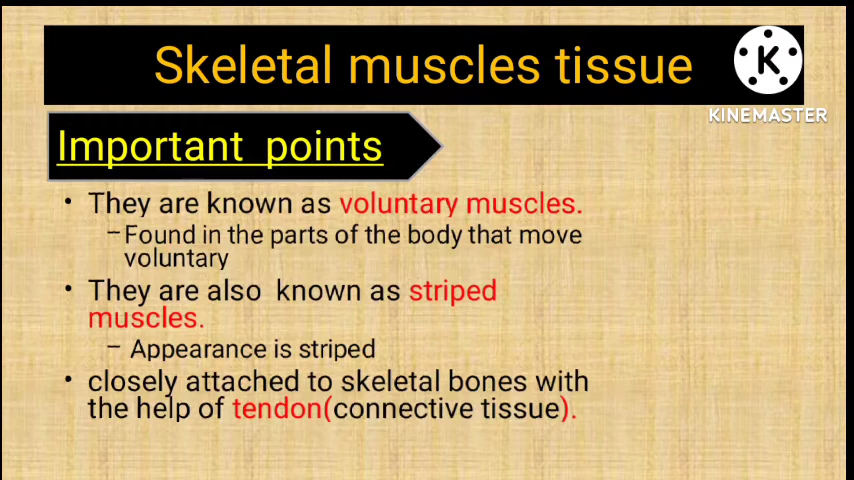 Skeletal muscles tissue
K
KINEMASTER
Important points
• They are known as voluntary muscles.
–Found in the parts of the body that move
voluntary
• They are also known as striped
muscles.
– Appearance is striped
• closely attached to skeletal bones with
the help of tendon(connective tissue).